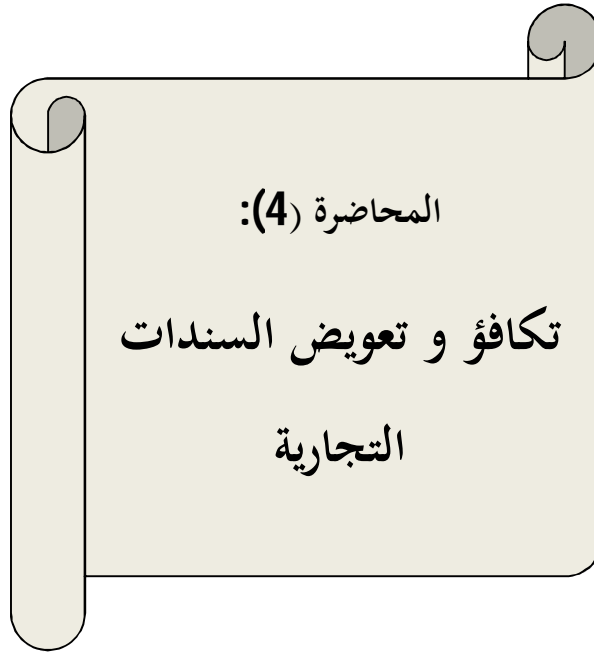 المحاضرة (4):
تكافؤ و تعويض السندات
التجارية